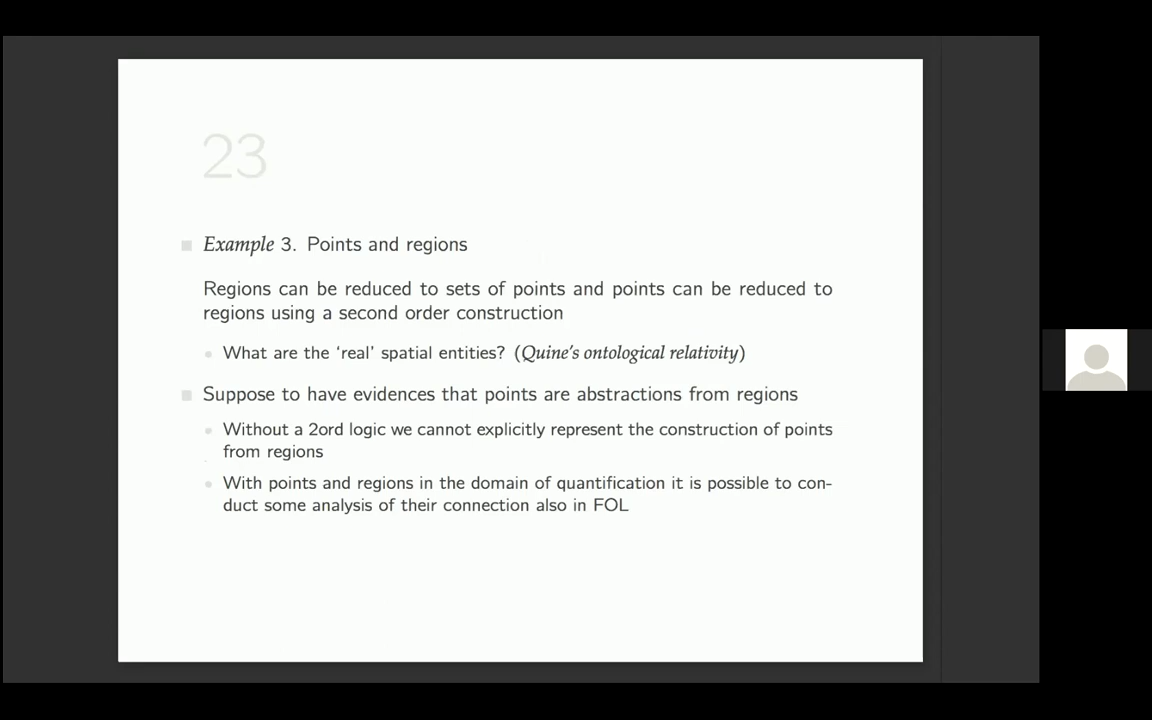 23
Example 3. Points and regions
Regions can be reduced to sets of points and points can be reduced to
regions using a second order construction
What are the ‘real’ spatial entities? (Quine’s ontological relativity)
Suppose to have evidences that points are abstractions from regions
Without a 2ord logic we cannot explicitly represent the construction of points
from regions
With points and regions in the domain of quantification it is possible to con-
duct some analysis of their connection also in FOL